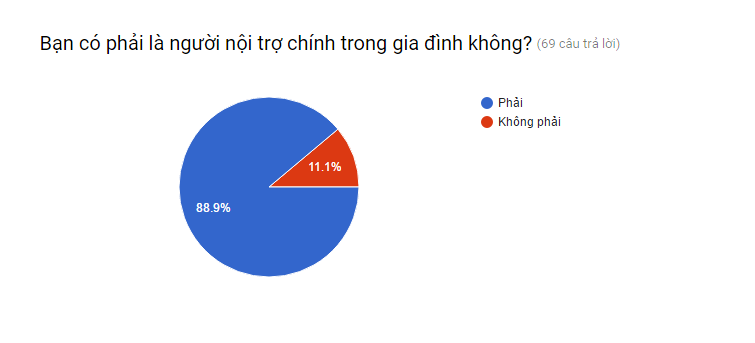 Bạn có phải là người nội trợ chính trong gia đình không? (69 câu trả lời)
Phải
Không phải
11.1%
88.9%